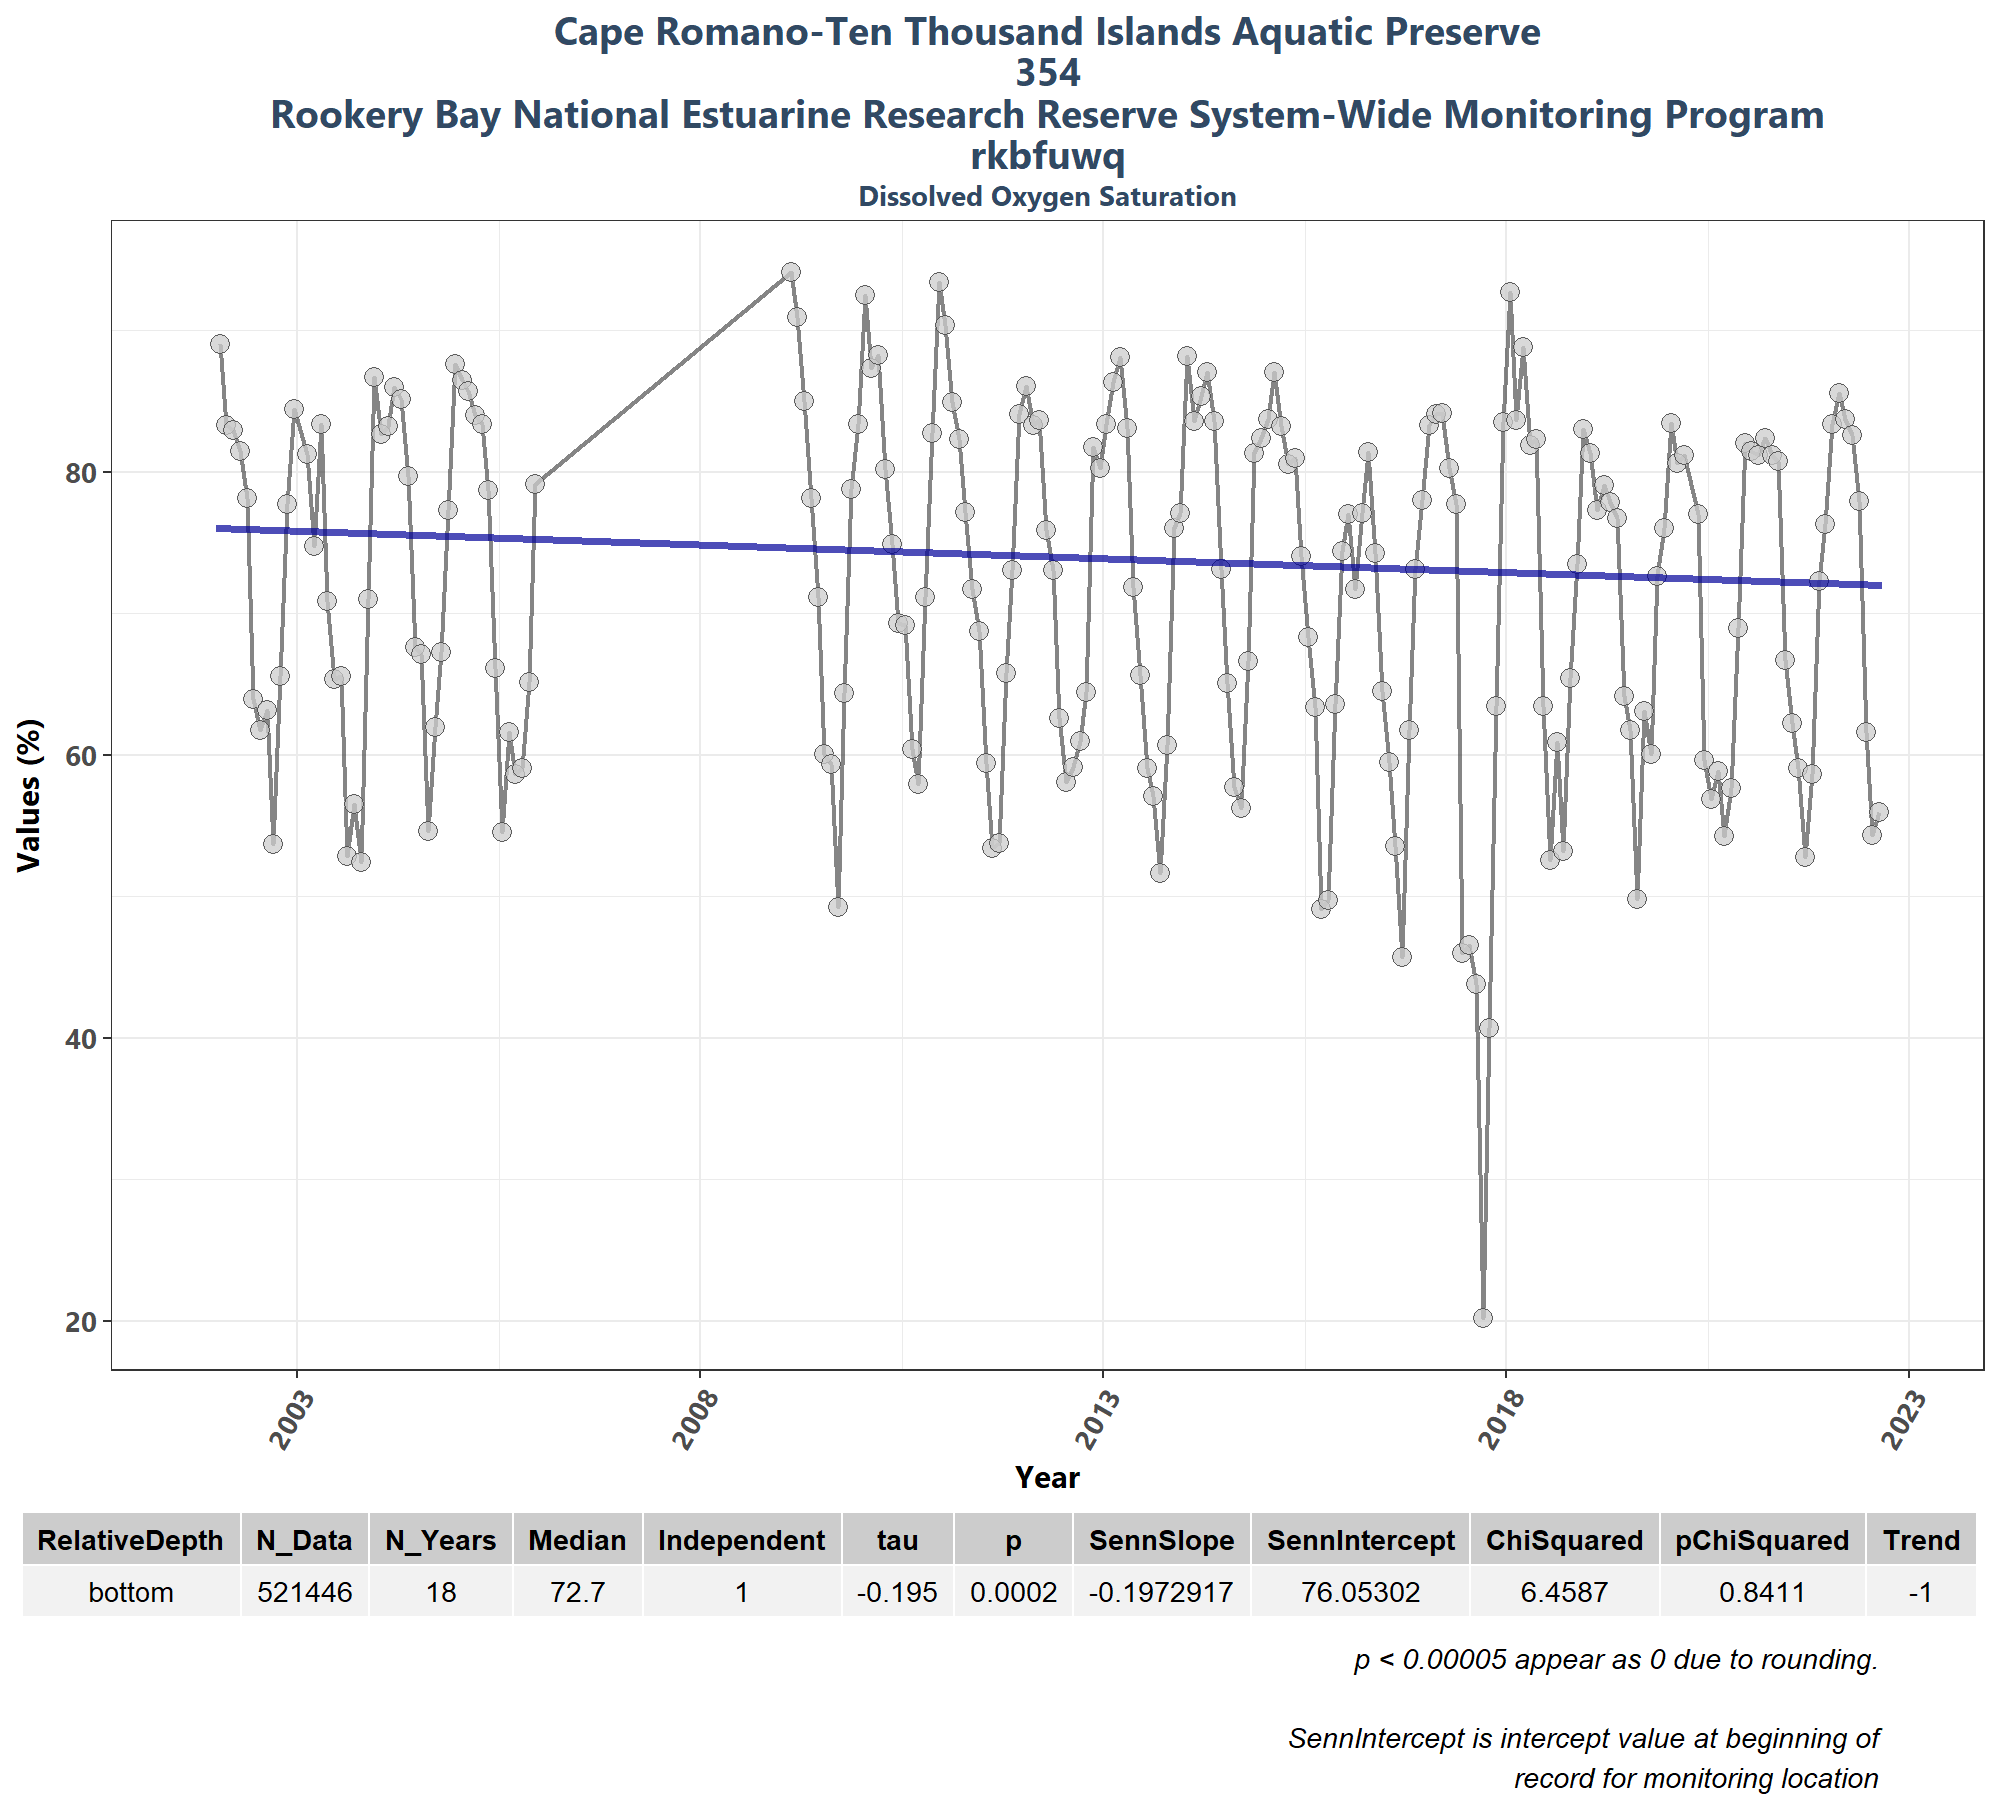 Cape Romano-Ten Thousand Islands Aquatic Preserve
354
Rookery Bay National Estuarine Research Reserve System-Wide Monitoring Program
rkbfuwq
Dissolved Oxygen Saturation
Values (%)
80
60
40
20
2003 2008 2013 2018 2023
Year
RelativeDepth N_Data N_Years Median Independent tau p SennSlope SennIntercept ChiSquared pChiSquared Trend
bottom 521446 18 72.7 1 -0.195 0.0002 -0.1972917 76.05302 6.4587 0.8411 -1
p < 0.00005 appear as 0 due to rounding.
SennIntercept is intercept value at beginning of
record for monitoring location